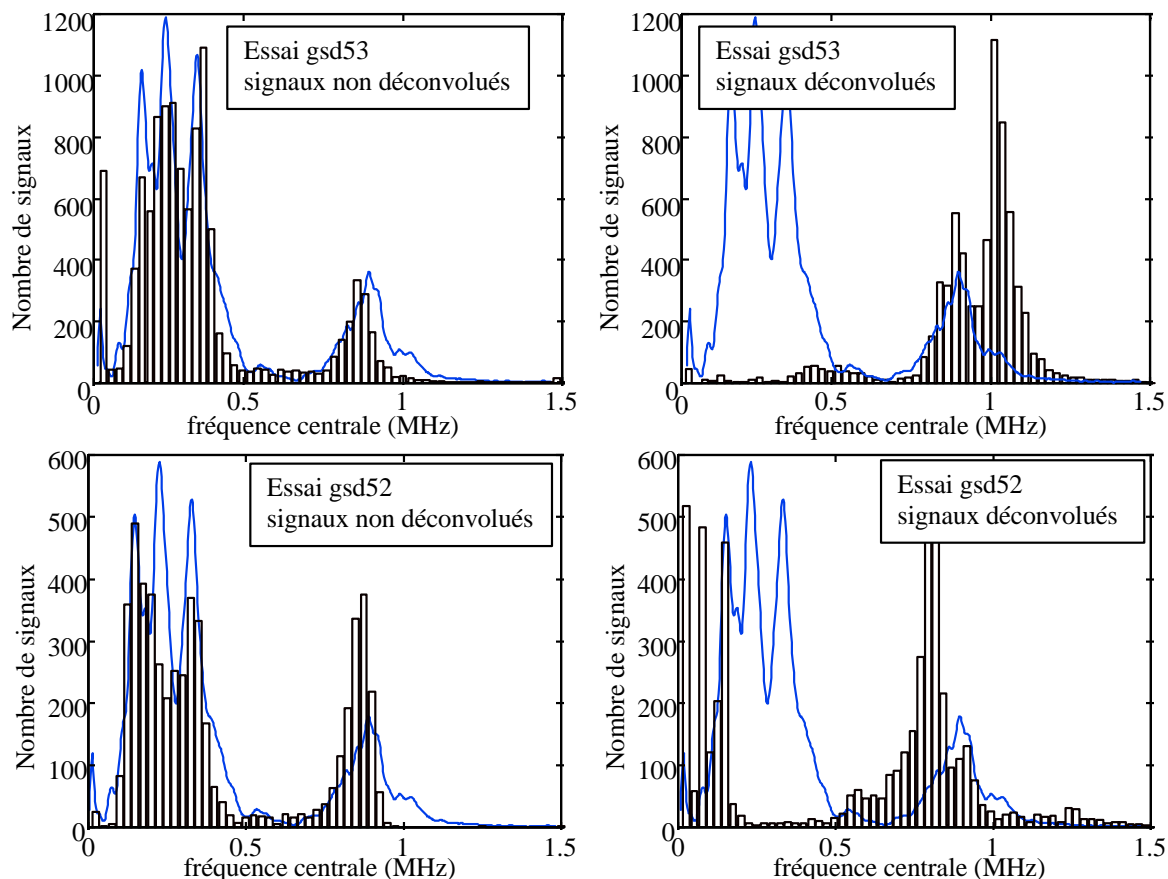 1200
1000
800
600
400
200
0
0
0.5
1
1.5
Nombre de signaux
fréquence centrale (MHz)
Essai gsd53
signaux non déconvolués
1200
1000
800
600
400
200
0
0
0.5
1
1.5
Nombre de signaux
fréquence centrale (MHz)
Essai gsd53
signaux déconvolués
600
500
400
300
200
100
0
0
0.5
1
1.5
Nombre de signaux
fréquence centrale (MHz)
Essai gsd52
signaux non déconvolués
600
500
400
300
200
100
0
0
0.5
1
1.5
Nombre de signaux
fréquence centrale (MHz)
Essai gsd52
signaux déconvolués